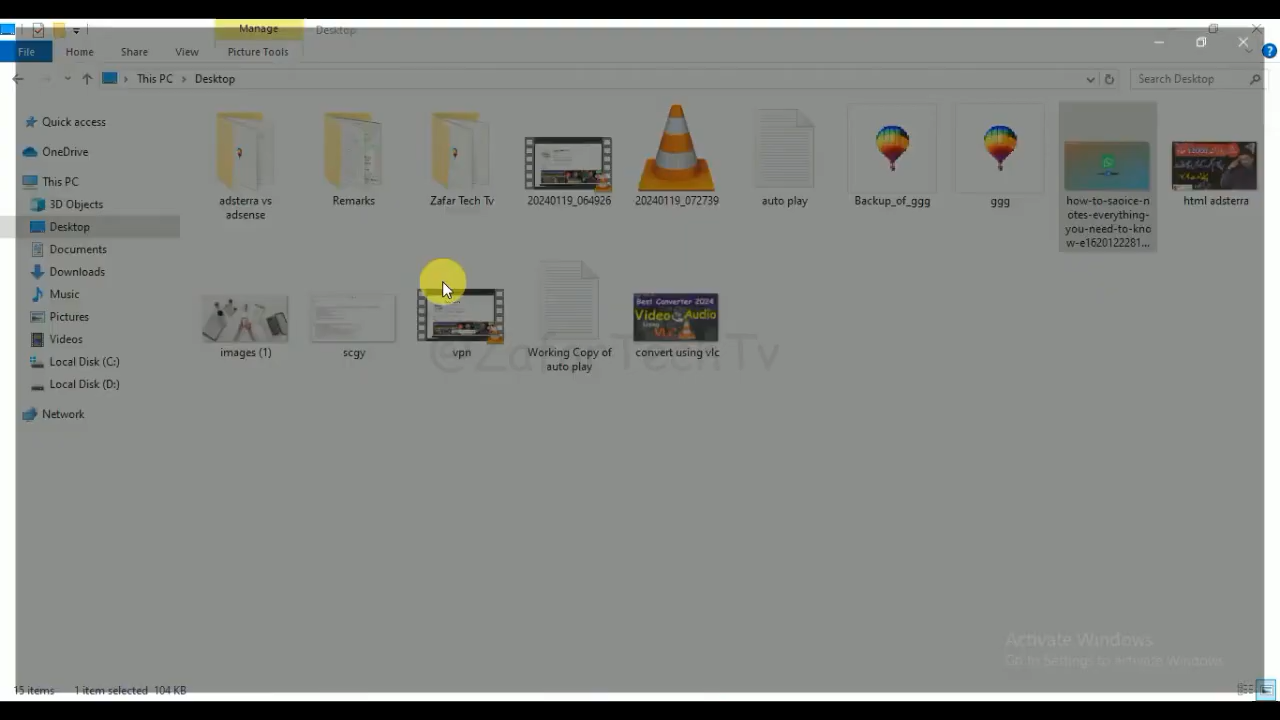 Manage
Desktop
File
Home
Share
View
Picture Tools
This PC
Desktop
Search Desktop
Quick access
OneDrive
This PC
3D Objects
Desktop
Documents
Downloads
Music
Pictures
Videos
Local Disk (C:)
Local Disk (D:)
Network
adsterra vs
adsense
Remarks
Zafar Tech Tv
20240119_064926
20240119_072739
auto play
Backup_of_ggg
ggg
how-to-saoice-n
otes-everything-
you-need-to-kno
w-e1620122281...
html adsterra
images (1)
scgy
vpn
Working Copy of
auto play
Best Converter 2024
Video
Audio
convert using vlc
@ZafarTechTv
Activate Windows
Go to Settings to activate Windows.
15 items
1 item selected 104 KB